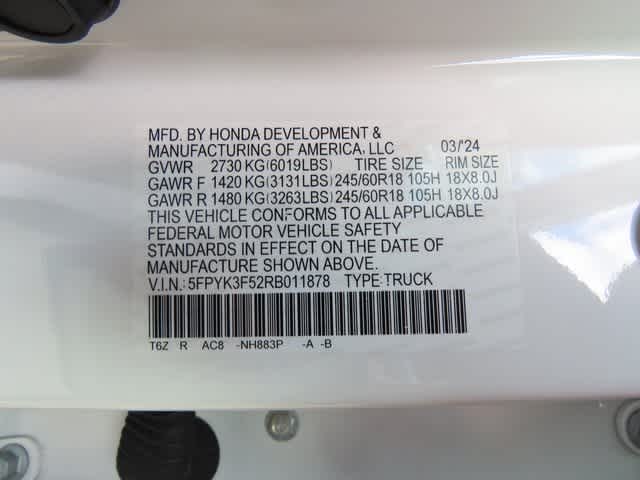 MFD. BY HONDA DEVELOPMENT &
MANUFACTURING OF AMERICA, LLC 03/'24
GVWR 2730 KG(6019LBS) TIRE SIZE RIM SIZE
GAWR F 1420 KG(3131LBS) 245/60R18 105H 18X8.0J
GAWR R 1480 KG(3263LBS) 245/60R18 105H 18X8.0J
THIS VEHICLE CONFORMS TO ALL APPLICABLE
FEDERAL MOTOR VEHICLE SAFETY
STANDARDS IN EFFECT ON THE DATE OF
MANUFACTURE SHOWN ABOVE.
V.I.N.: 5FPYK3F52RB011878 TYPE: TRUCK
T6Z R AC8 -NH883P -A -B